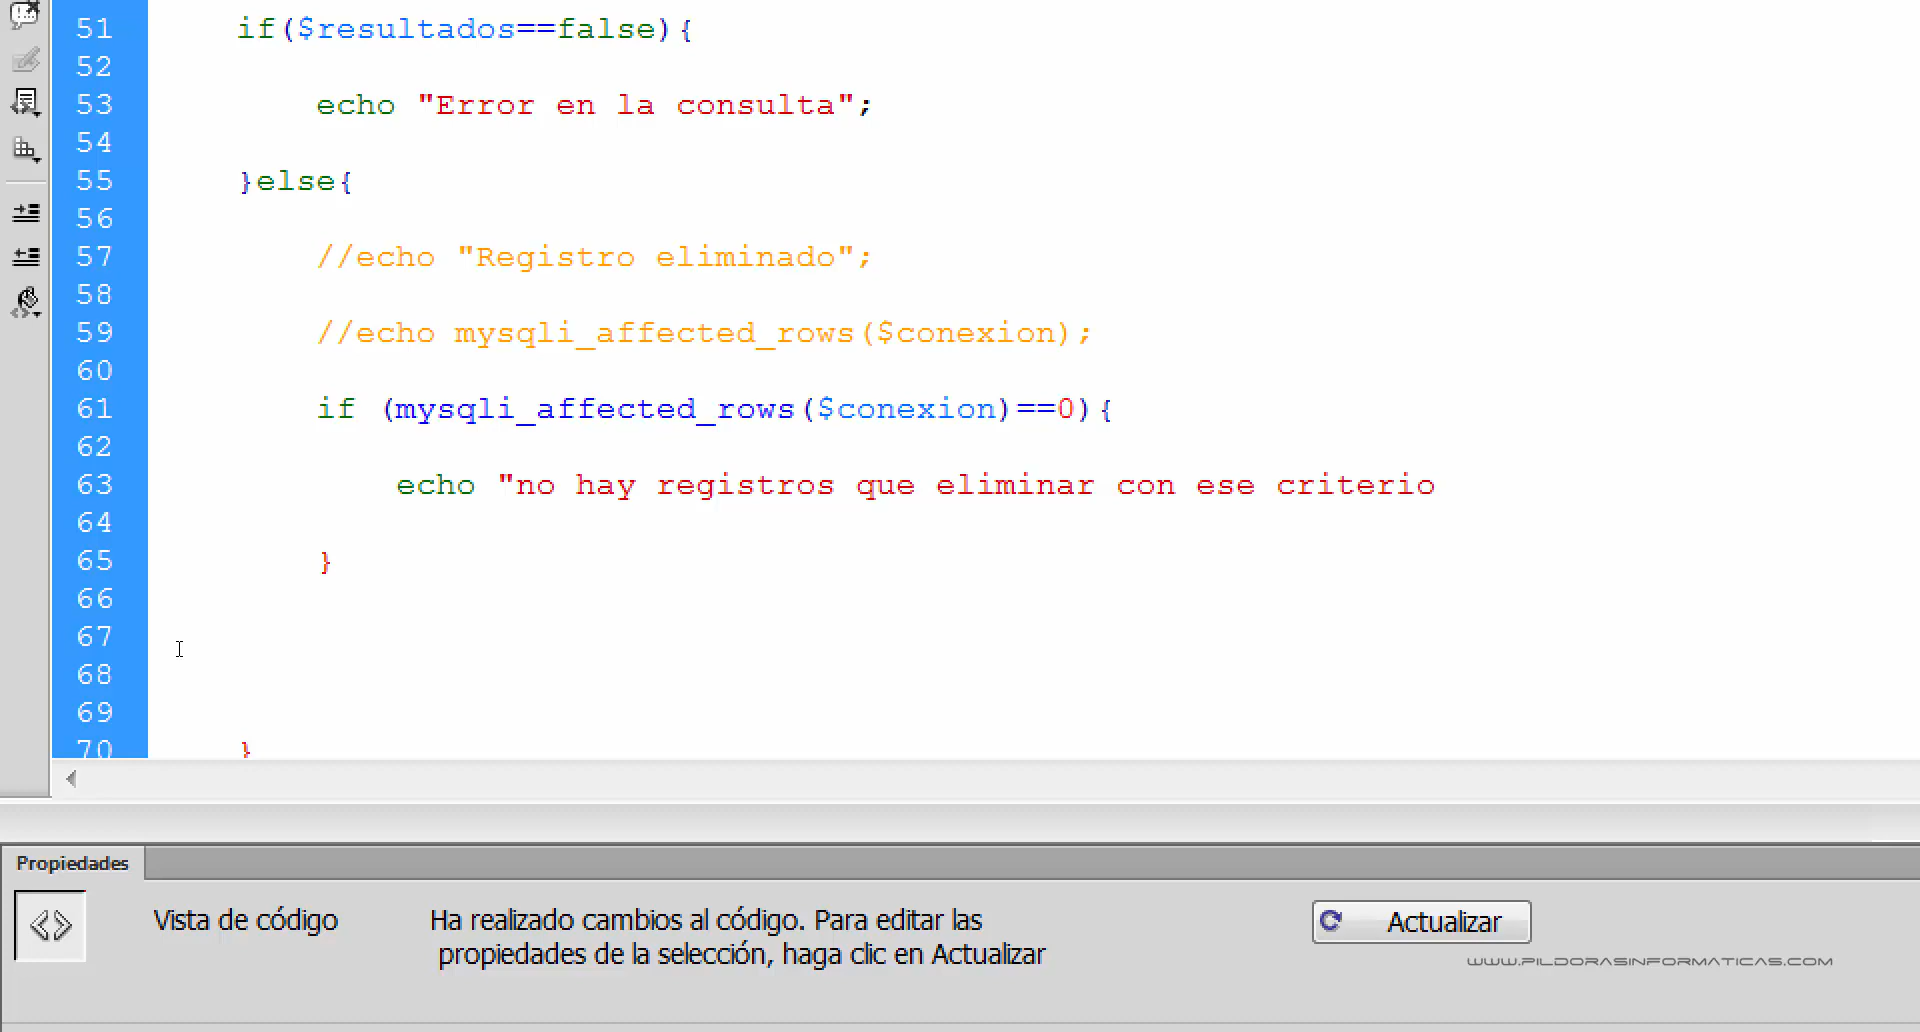 51 if($resultados==false){
52
53 echo "Error en la consulta";
54
55 }else{
56
57 //echo "Registro eliminado";
58
59 //echo mysqli_affected_rows($conexion);
60
61 if (mysqli_affected_rows($conexion)==0){
62
63 echo "no hay registros que eliminar con ese criterio
64
65 }
66
67
68
69
70 }
Propiedades
Vista de código
Ha realizado cambios al código. Para editar las
propiedades de la selección, haga clic en Actualizar
Actualizar
WWW.PILDORASINFORMATICAS.COM